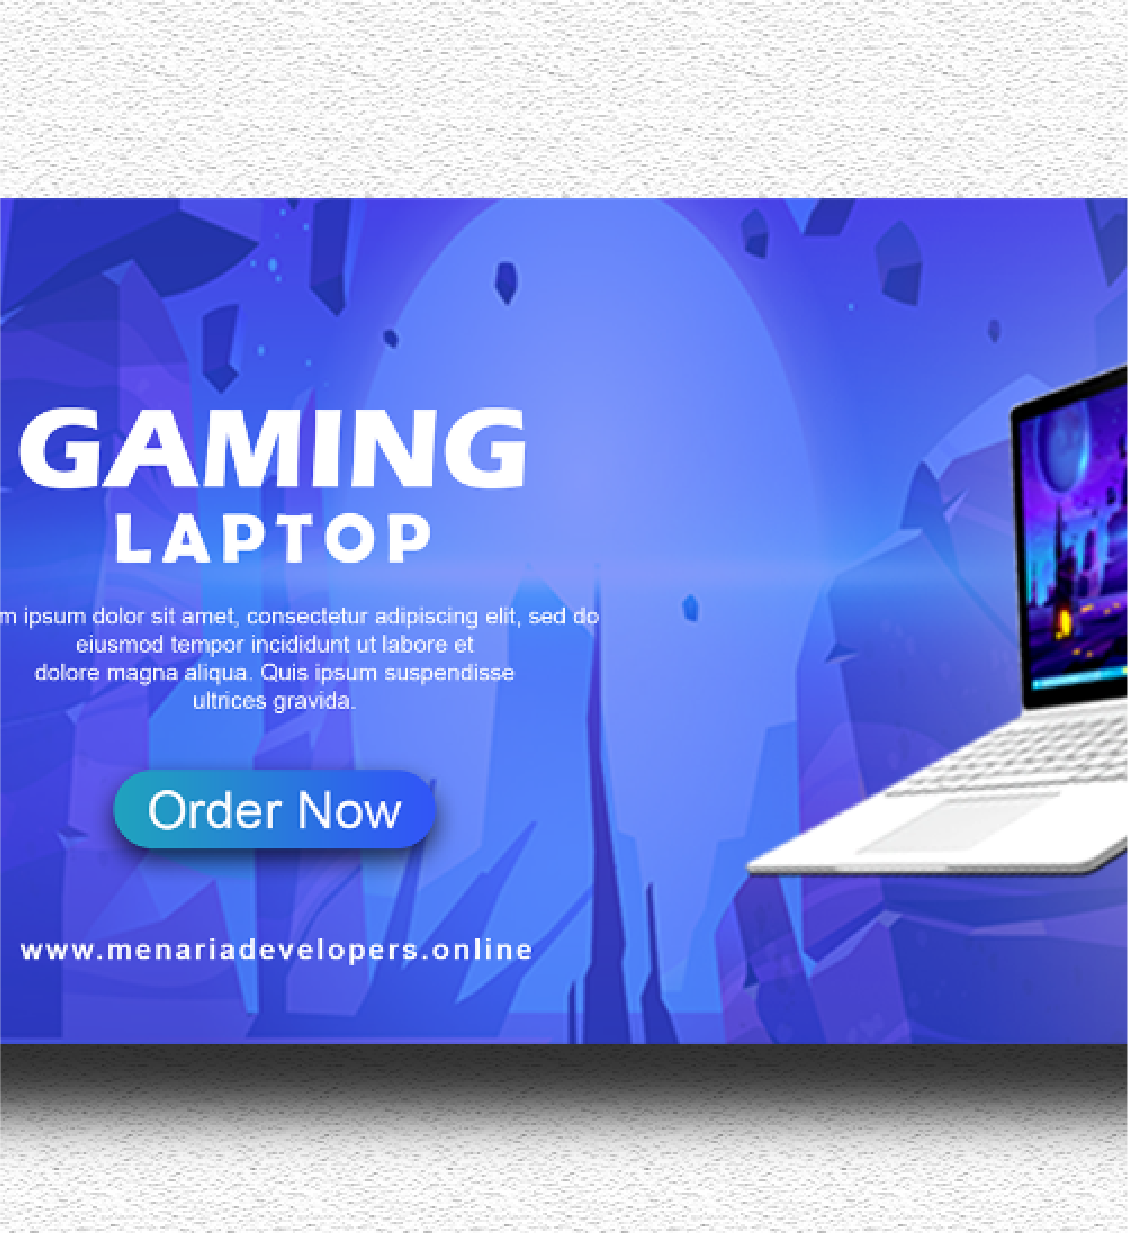 GAMING
LAPTOP
m ipsum dolor sit amet, consectetur adipiscing elit, sed do
eiusmod tempor incididunt ut labore et
dolore magna aliqua. Quis ipsum suspendisse
ultrices gravida.
Order Now
www.menariadevelopers.online